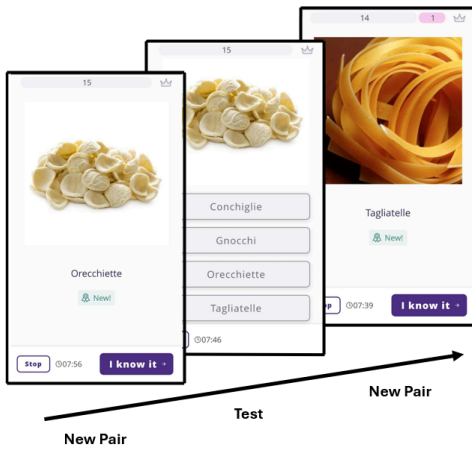 15
Orecchiette
New!
Stop
07:56
I know it
15
Conchiglie
Gnocchi
Orecchiette
Tagliatelle
07:46
14
1
Tagliatelle
New!
07:39
I know it
New Pair
Test
New Pair